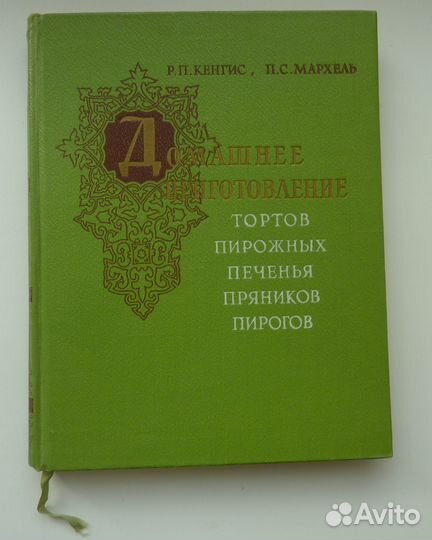 Р.П.КЕНГИС, П.С.МАРХЕЛЬ
ДОМАШНЕЕ
ПРИГОТОВЛЕНИЕ
ТОРТОВ
ПИРОЖНЫХ
ПЕЧЕНЬЯ
ПРЯНИКОВ
ПИРОГОВ
Avito